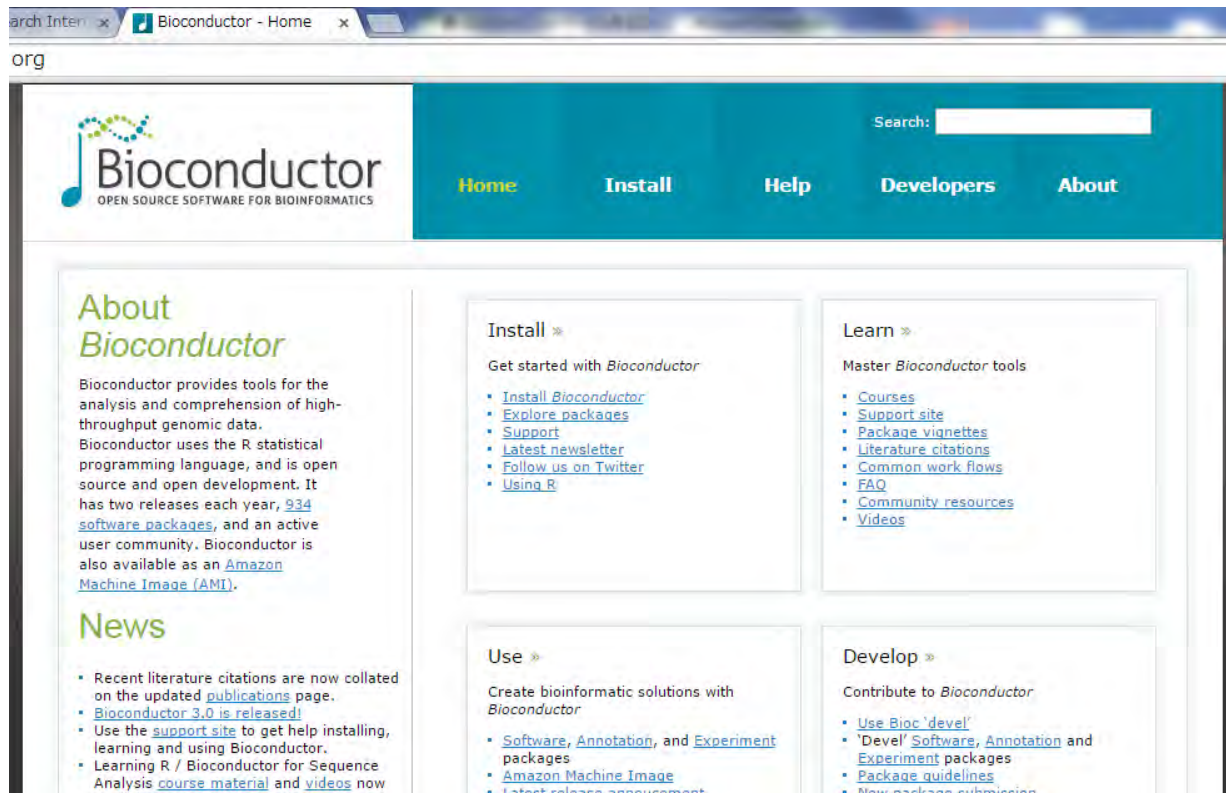 arch Inter
Bioconductor - Home
org
Bioconductor
OPEN SOURCE SOFTWARE FOR BIOINFORMATICS
Search:
Home Install Help Developers About
About
Bioconductor
Bioconductor provides tools for the
analysis and comprehension of high-
throughput genomic data.
Bioconductor uses the R statistical
programming language, and is open
source and open development. It
has two releases each year, 934
software packages, and an active
user community. Bioconductor is
also available as an Amazon
Machine Image (AMI).
News
Recent literature citations are now collated
on the updated publications page.
Bioconductor 3.0 is released!
Use the support site to get help installing,
learning and using Bioconductor.
Learning R / Bioconductor for Sequence
Analysis course material and videos now
Install »
Get started with Bioconductor
Install Bioconductor
Explore packages
Support
Latest newsletter
Follow us on Twitter
Using R
Learn »
Master Bioconductor tools
Courses
Support site
Package vignettes
Literature citations
Common work flows
FAQ
Community resources
Videos
Use »
Create bioinformatic solutions with
Bioconductor
Software, Annotation, and Experiment
packages
Amazon Machine Image
Latest release annoucement
Develop »
Contribute to Bioconductor
Use Bioc 'devel'
'Devel' Software, Annotation and
Experiment packages
Package guidelines
New package submission